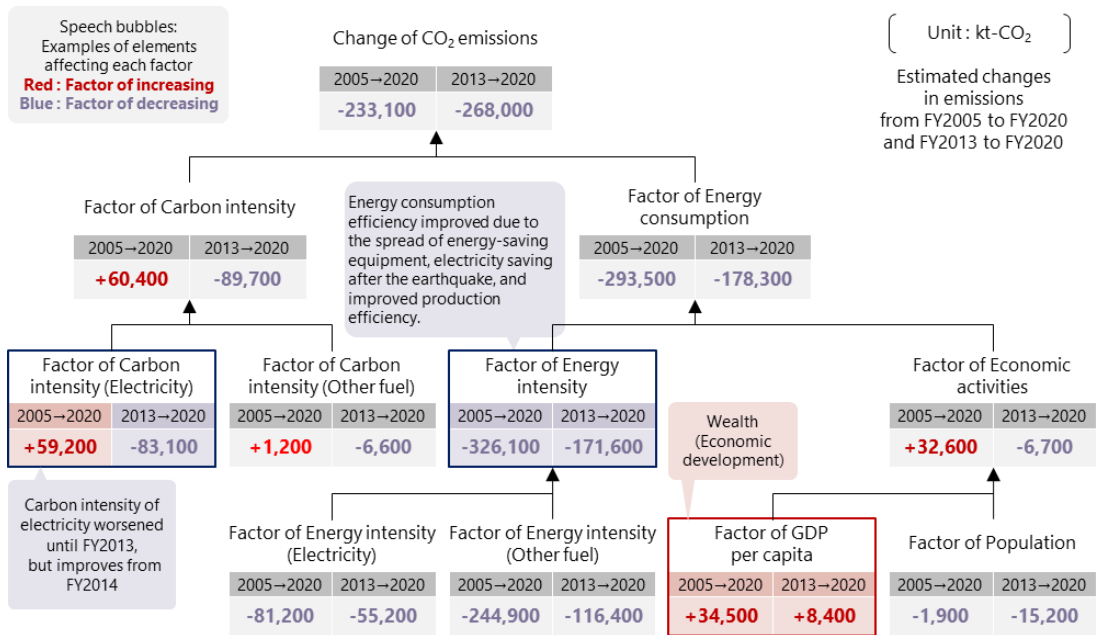 Speech bubbles:
Examples of elements
affecting each factor
Red : Factor of increasing
Blue : Factor of decreasing
Change of CO₂ emissions
2005→2020 2013→2020
-233,100 -268,000
Unit : kt-CO₂
Estimated changes
in emissions
from FY2005 to FY2020
and FY2013 to FY2020
Factor of Carbon intensity
2005→2020 2013→2020
+60,400 -89,700
Energy consumption
efficiency improved due to
the spread of energy-saving
equipment, electricity saving
after the earthquake, and
improved production
efficiency.
Factor of Energy
consumption
2005→2020 2013→2020
-293,500 -178,300
Factor of Carbon
intensity (Electricity)
2005→2020 2013→2020
+59,200 -83,100
Factor of Carbon
intensity (Other fuel)
2005→2020 2013→2020
+1,200 -6,600
Factor of Energy
intensity
2005→2020 2013→2020
-326,100 -171,600
Wealth
(Economic
development)
Factor of Economic
activities
2005→2020 2013→2020
+32,600 -6,700
Carbon intensity of
electricity worsened
until FY2013,
but improves from
FY2014
Factor of Energy intensity
(Electricity)
2005→2020 2013→2020
-81,200 -55,200
Factor of Energy intensity
(Other fuel)
2005→2020 2013→2020
-244,900 -116,400
Factor of GDP
per capita
2005→2020 2013→2020
+34,500 +8,400
Factor of Population
2005→2020 2013→2020
-1,900 -15,200